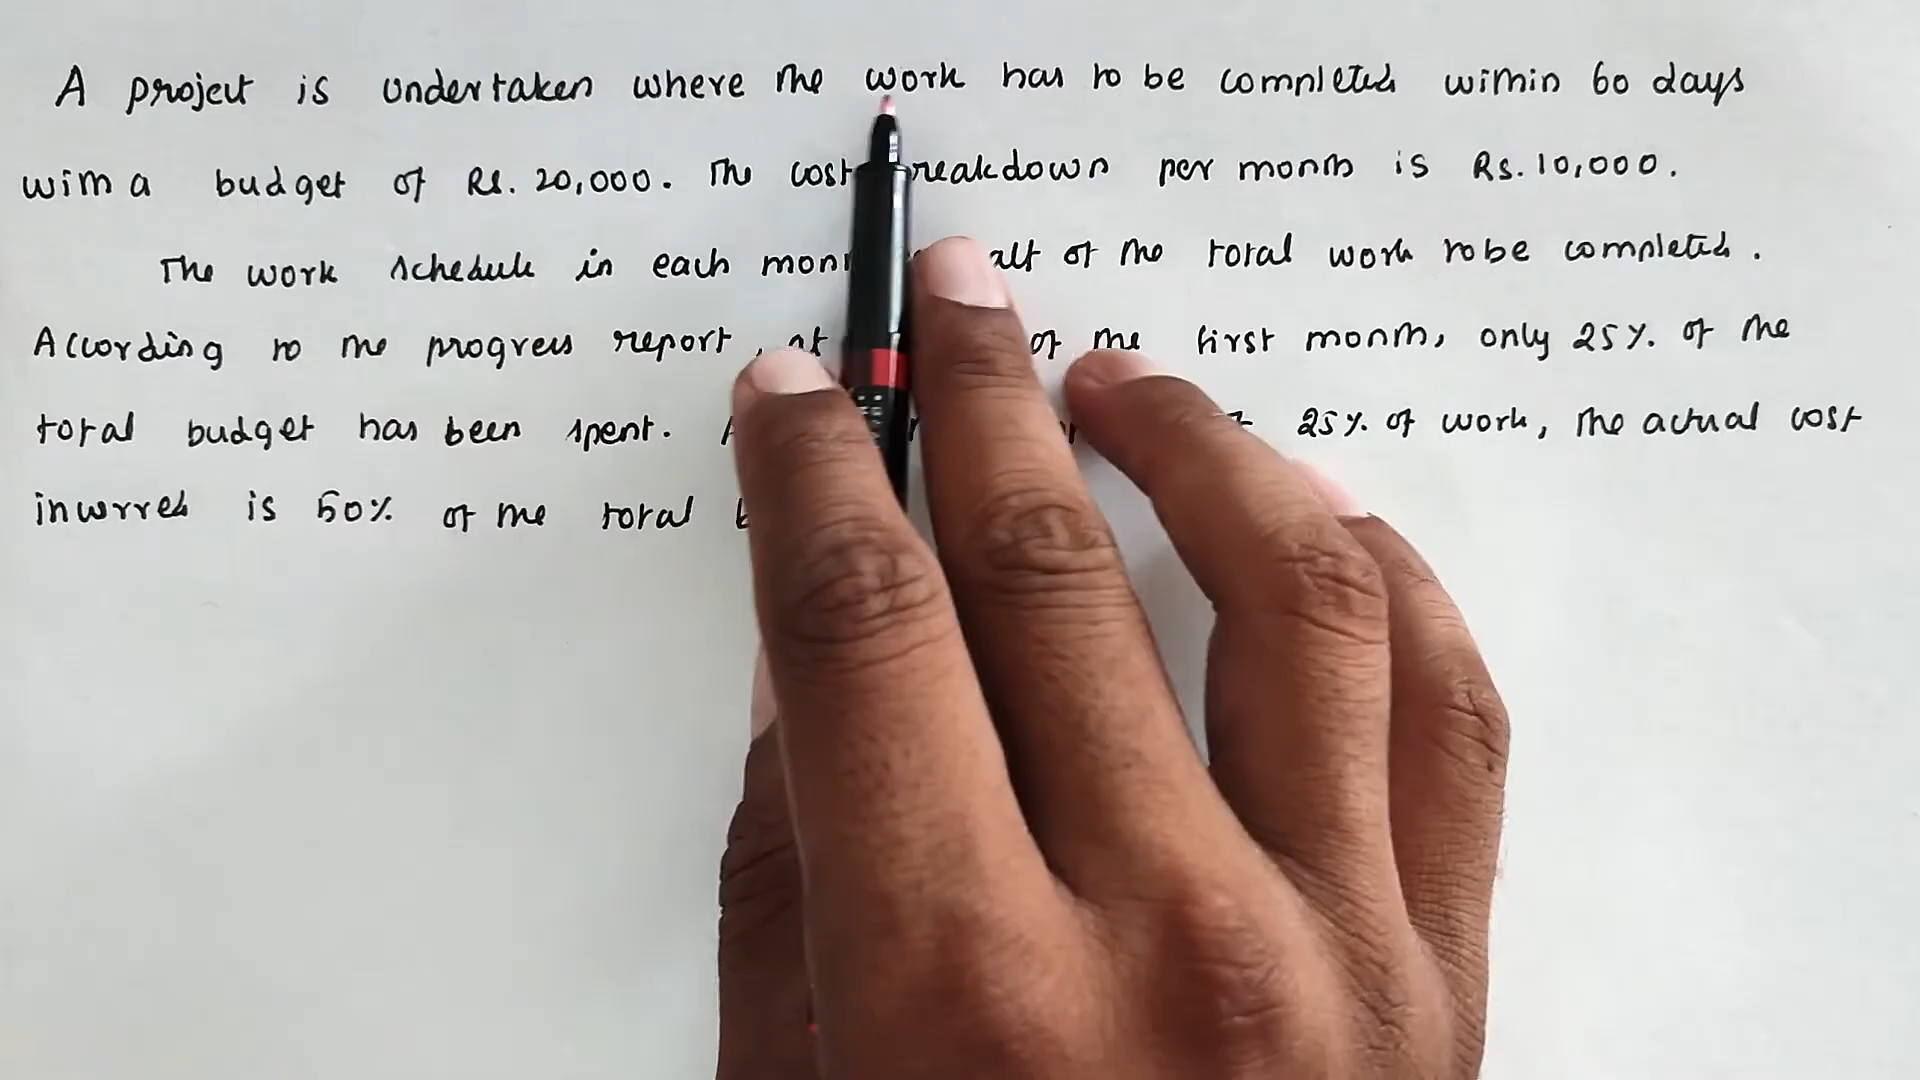 A project is undertaken where the work has to be completed within 60 days
with a budget of Rs. 20,000. The cost breakdown per month is Rs. 10,000.
The work schedule in each month half of the total work to be completed.
According to the progress report, at of the first month, only 25%. of the
total budget has been spent. 25%. of work, the actual cost
incurred is 50% of the total